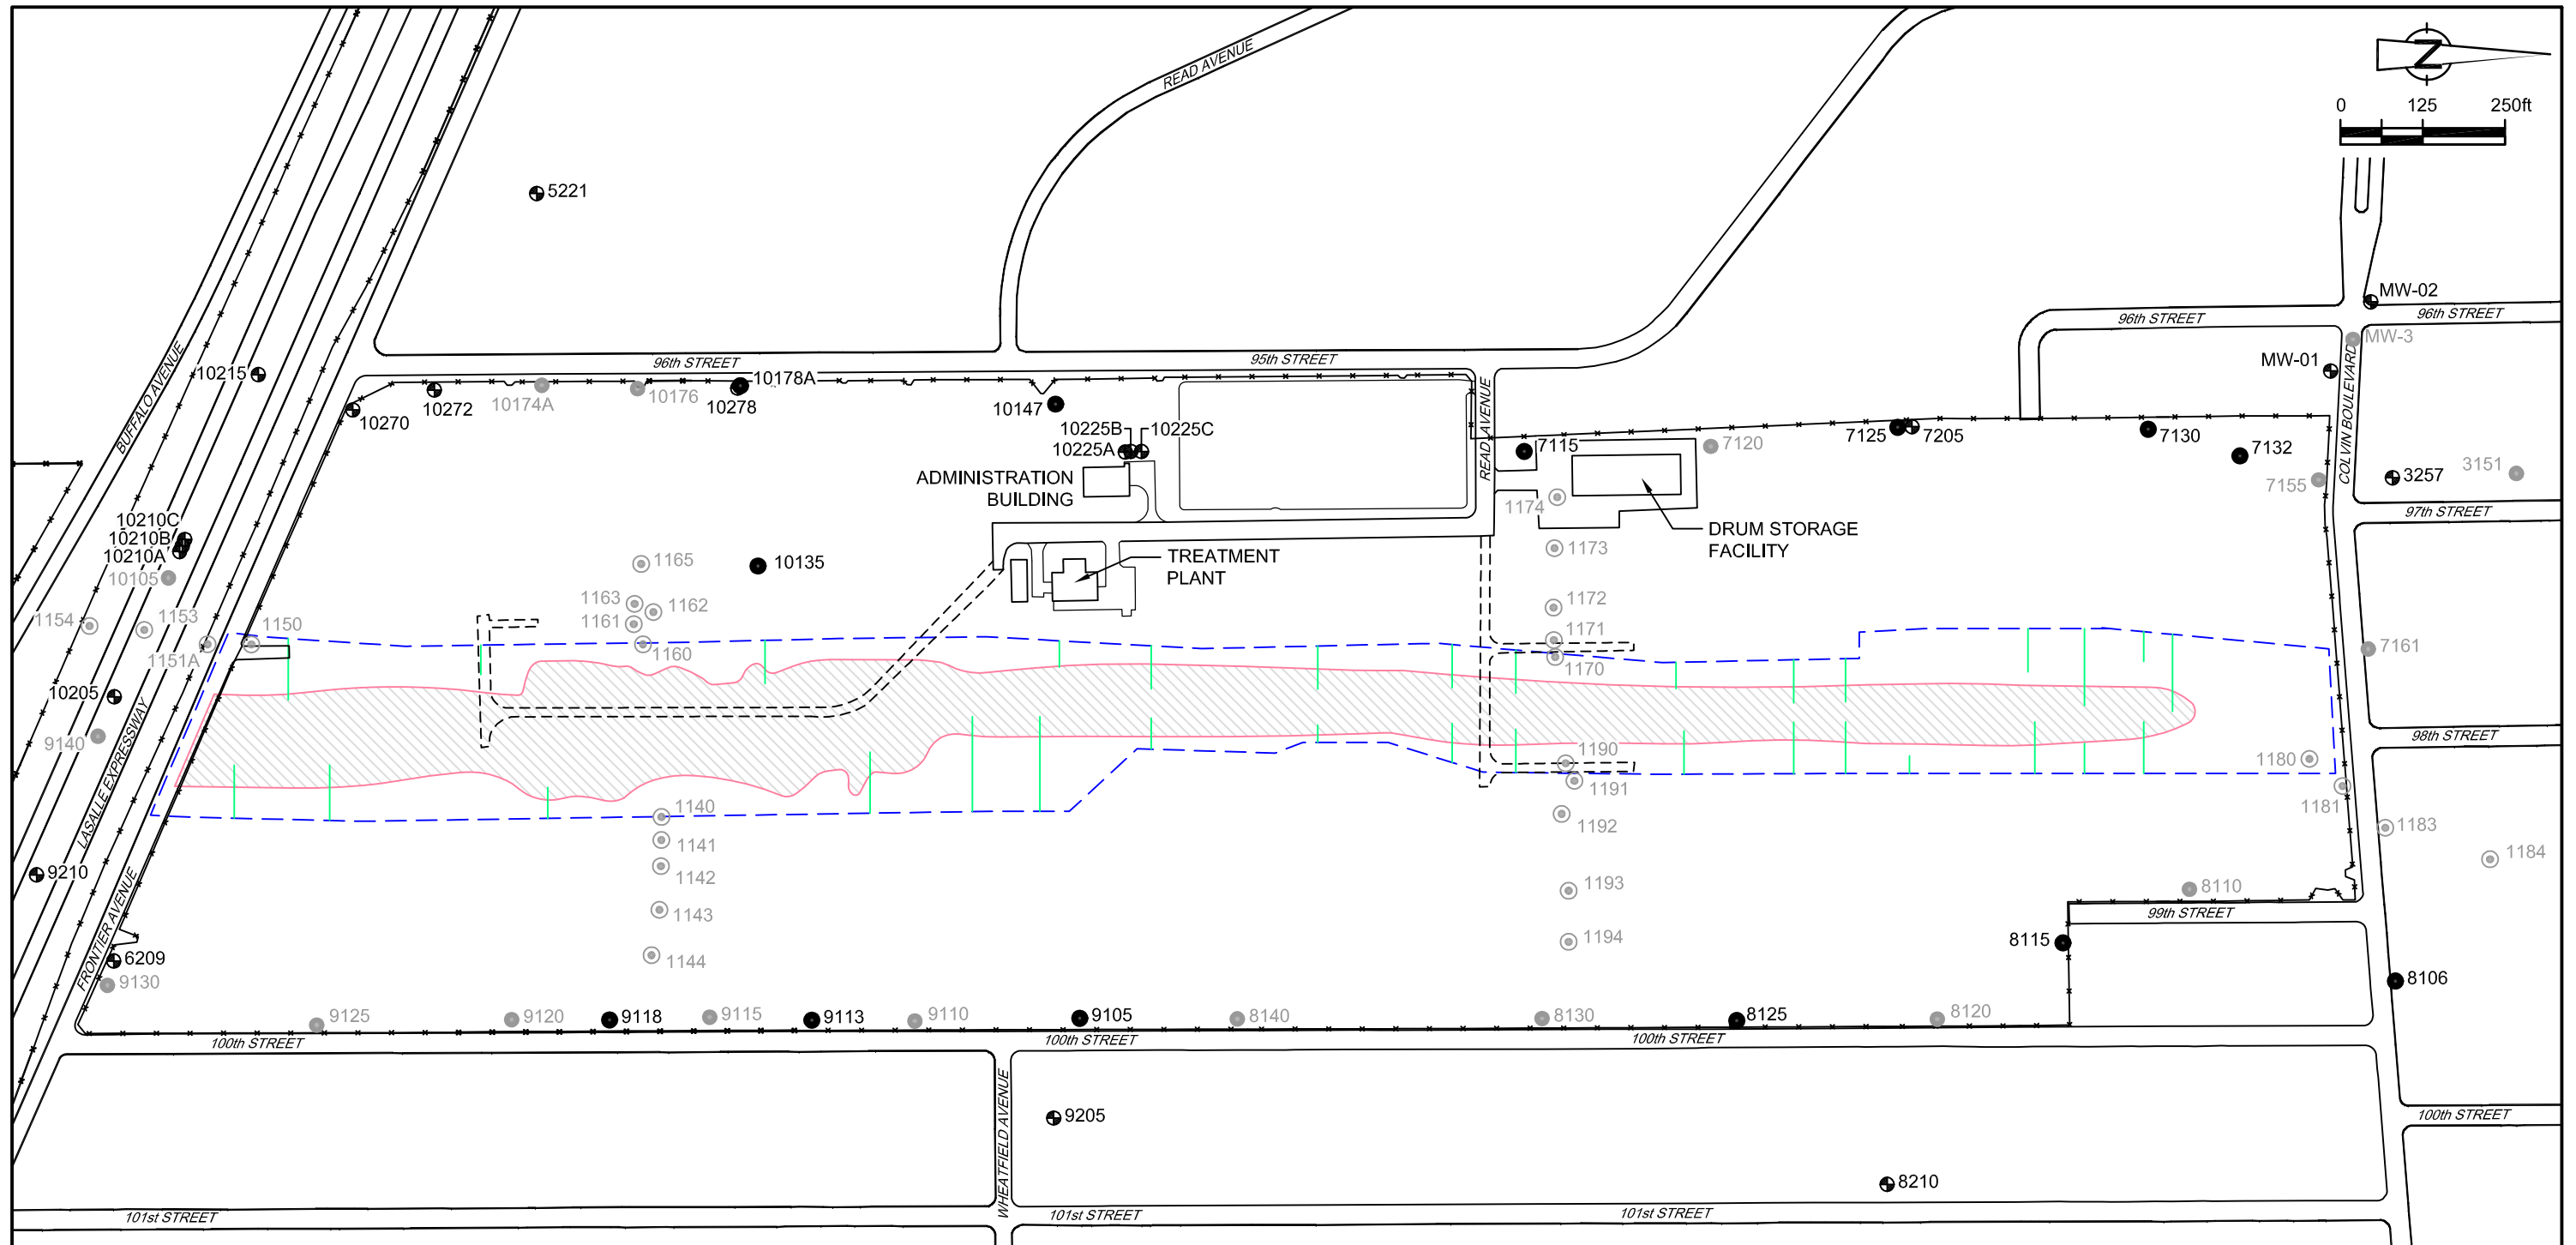 READ AVENUE
N
0 125 250ft
5221
MW-02
96th STREET
96th STREET
MW-3
96th STREET
95th STREET
MW-01
BUFFALO AVENUE
10215
10270
10272
10174A
10176
10278
10178A
10147
READ AVENUE
COLVIN BOULEVARD
10225B
10225C
10225A
7115
7120
7125
7205
7130
7132
7155
3257
3151
ADMINISTRATION
BUILDING
1174
97th STREET
10210C
10210B
10210A
10105
DRUM STORAGE
FACILITY
TREATMENT
PLANT
1165
10135
1173
1154
1153
1150
1151A
1163
1162
1161
1160
1172
1171
1170
7161
10205
9140
LASALLE EXPRESSWAY
98th STREET
1190
1180
1191
1181
1140
1141
1142
1143
1144
1192
1183
1184
9210
FRONTIER AVENUE
1193
8110
99th STREET
1194
8115
6209
9130
8106
9125
9120
9118
9115
9113
9110
9105
8140
8130
8125
8120
100th STREET
100th STREET
100th STREET
WHEATFIELD AVENUE
9205
100th STREET
8210
101st STREET
101st STREET
101st STREET